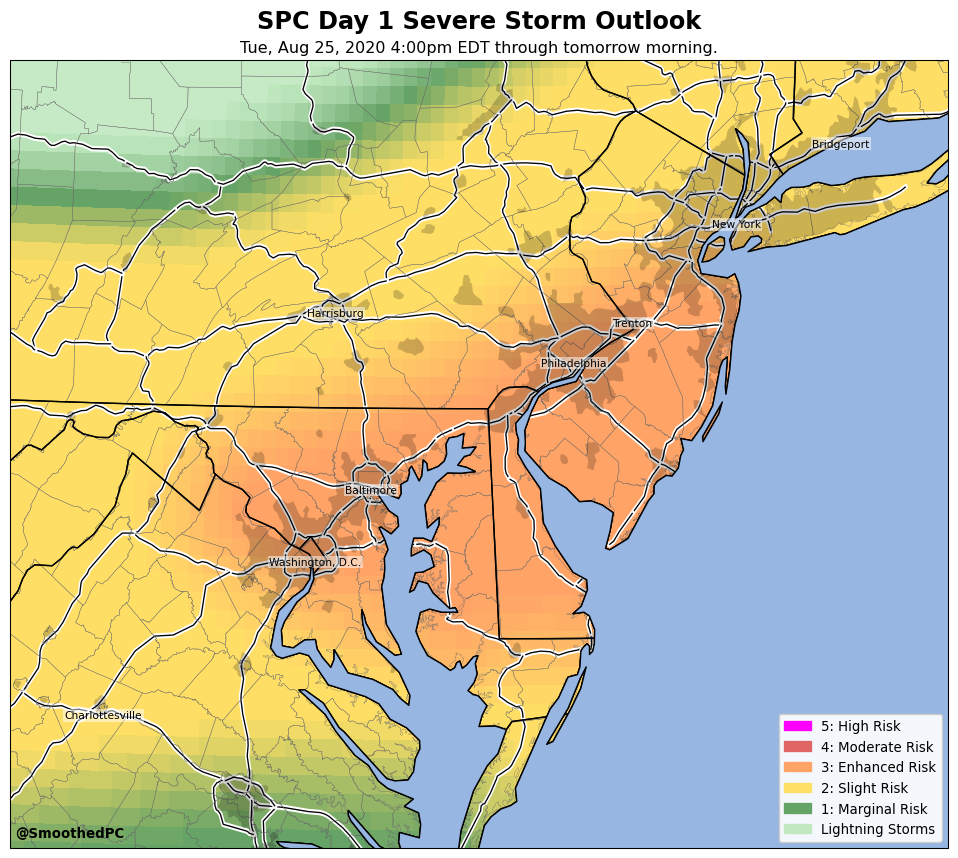 SPC Day 1 Severe Storm Outlook
Tue, Aug 25, 2020 4:00pm EDT through tomorrow morning.
Bridgeport
New York
Harrisburg
Trenton
Philadelphia
Baltimore
Washington, D.C.
Charlottesville
5: High Risk
4: Moderate Risk
3: Enhanced Risk
2: Slight Risk
1: Marginal Risk
Lightning Storms
@SmoothedPC